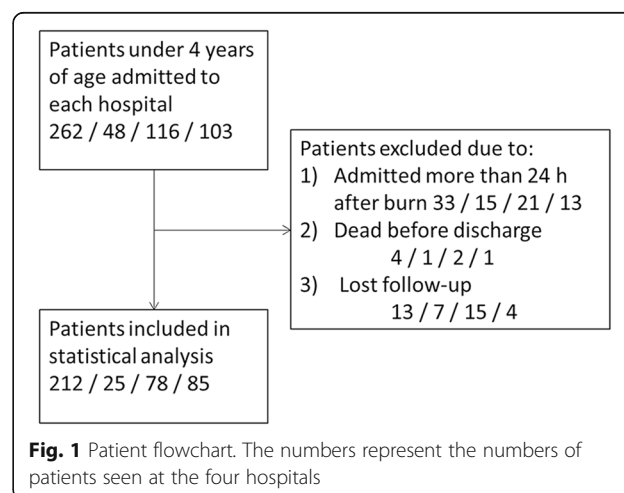 Patients under 4 years
of age admitted to
each hospital
262 / 48 / 116 / 103
Patients excluded due to:
1) Admitted more than 24 h
after burn 33 / 15 / 21 / 13
2) Dead before discharge
4 / 1 / 2 / 1
3) Lost follow-up
13 / 7 / 15 / 4
Patients included in
statistical analysis
212 / 25 / 78 / 85
Fig. 1 Patient flowchart. The numbers represent the numbers of
patients seen at the four hospitals